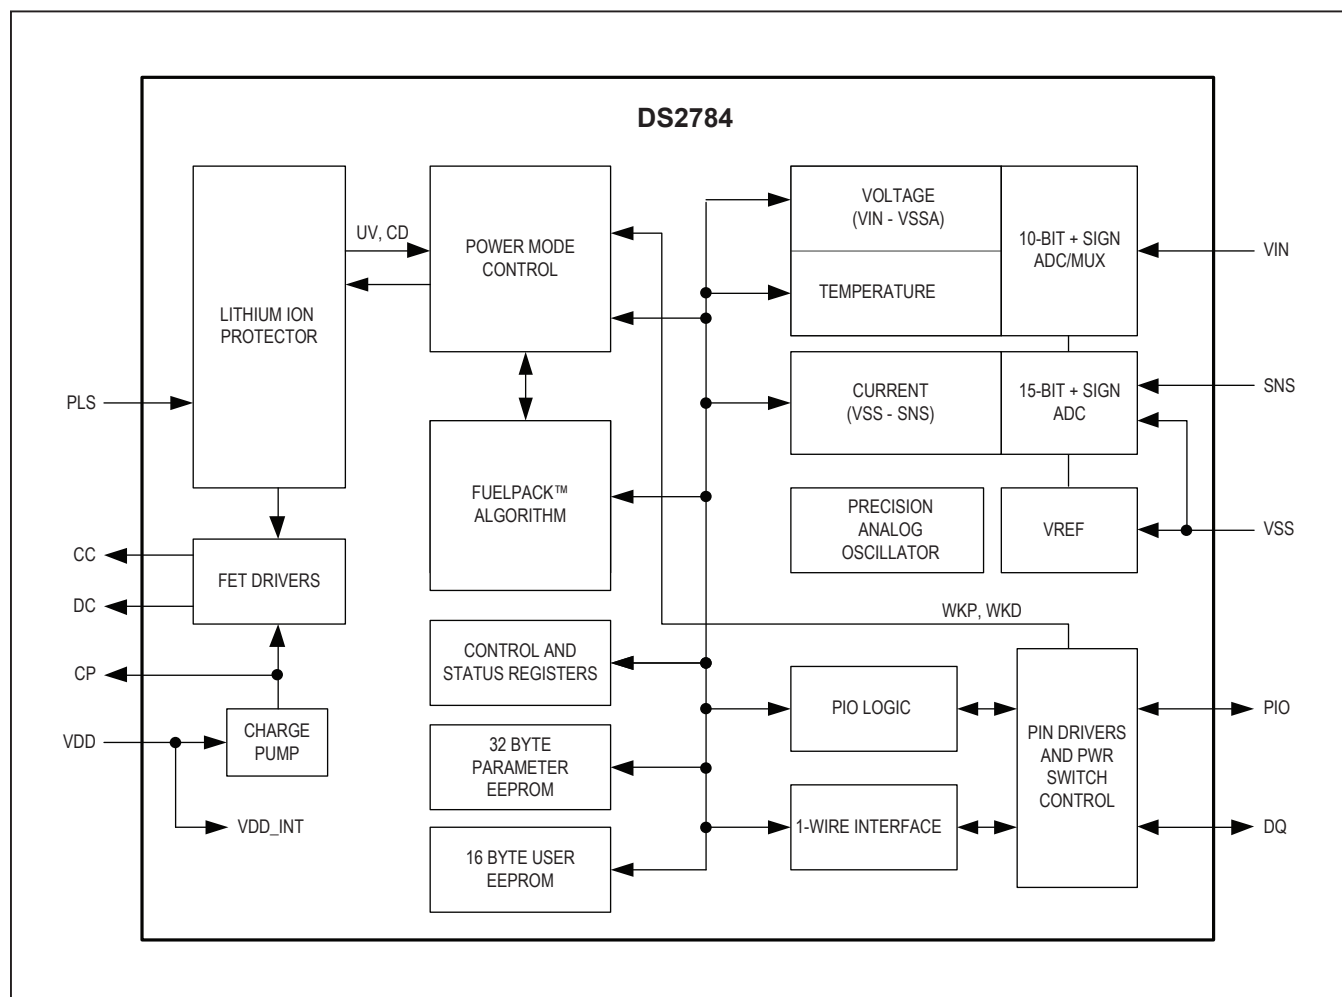 DS2784
LITHIUM ION
PROTECTOR
UV, CD
POWER MODE
CONTROL
VOLTAGE
(VIN - VSSA)
TEMPERATURE
10-BIT + SIGN
ADC/MUX
VIN
PLS
CURRENT
(VSS - SNS)
15-BIT + SIGN
ADC
SNS
FUELPACK™
ALGORITHM
PRECISION
ANALOG
OSCILLATOR
VREF
VSS
CC
DC
FET DRIVERS
CP
VDD
CHARGE
PUMP
VDD_INT
CONTROL AND
STATUS REGISTERS
32 BYTE
PARAMETER
EEPROM
16 BYTE USER
EEPROM
WKP, WKD
PIO LOGIC
1-WIRE INTERFACE
PIN DRIVERS
AND PWR
SWITCH
CONTROL
PIO
DQ